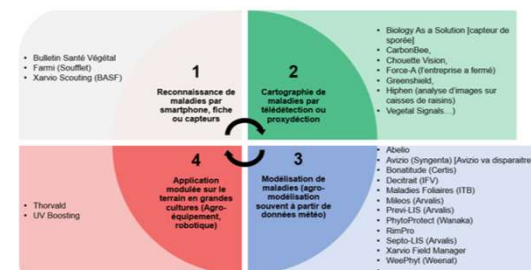 • Bulletin Santé Végétal
• Farmi (Soufflet)
• Xarvio Scouting (BASF)
1
Reconnaissance de
maladies par
smartphone, fiche
ou capteurs
2
Cartographie de
maladies par
télédétection ou
proxydéction
• Biology As a Solution [capteur de
sporée]
• CarbonBee,
• Chouette Vision,
• Force-A (l'entreprise a fermé)
• Greenshield,
• Hiphen (analyse d'images sur
caisses de raisins)
• Vegetal Signals…)
4
Application
modulée sur le
terrain en grandes
cultures (Agro-
équipement,
robotique)
• Thorvald
• UV Boosting
3
Modélisation de
maladies (agro-
modélisation
souvent à partir de
données météo)
• Abelio
• Avizio (Syngenta) [Avizio va disparaitre
• Bonatitude (Certis)
• Decitrait (IFV)
• Maladies Foliaires (ITB)
• Mileos (Arvalis)
• Previ-LIS (Arvalis)
• PhytoProtect (Wanaka)
• RimPro
• Septo-LIS (Arvalis)
• Xarvio Field Manager
• WeePhyt (Weenat)